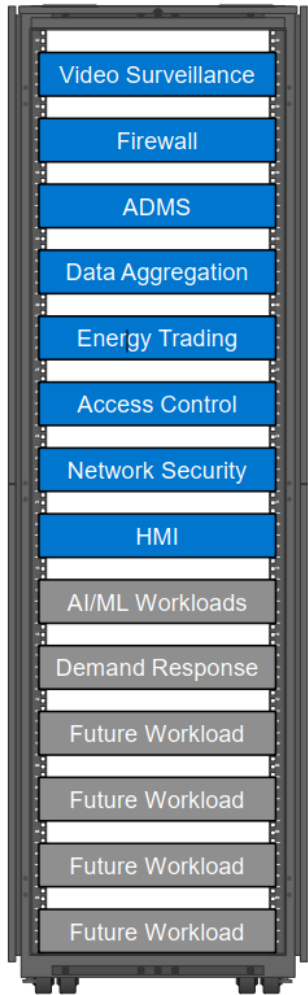 Video Surveillance
Firewall
ADMS
Data Aggregation
Energy Trading
Access Control
Network Security
HMI
AI/ML Workloads
Demand Response
Future Workload
Future Workload
Future Workload
Future Workload